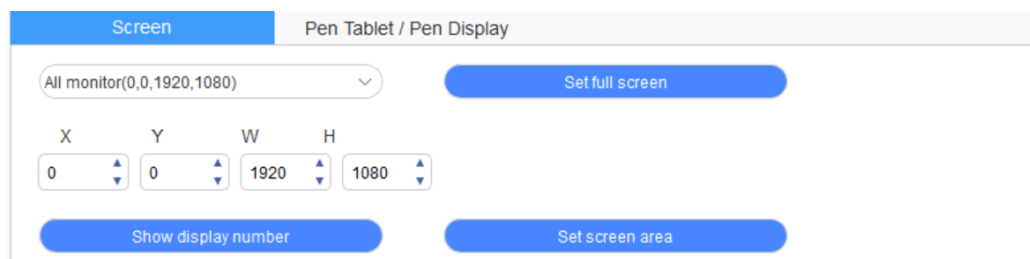 Screen Pen Tablet / Pen Display
All monitor(0,0,1920,1080) Set full screen
X Y W H
0 0 1920 1080
Show display number Set screen area